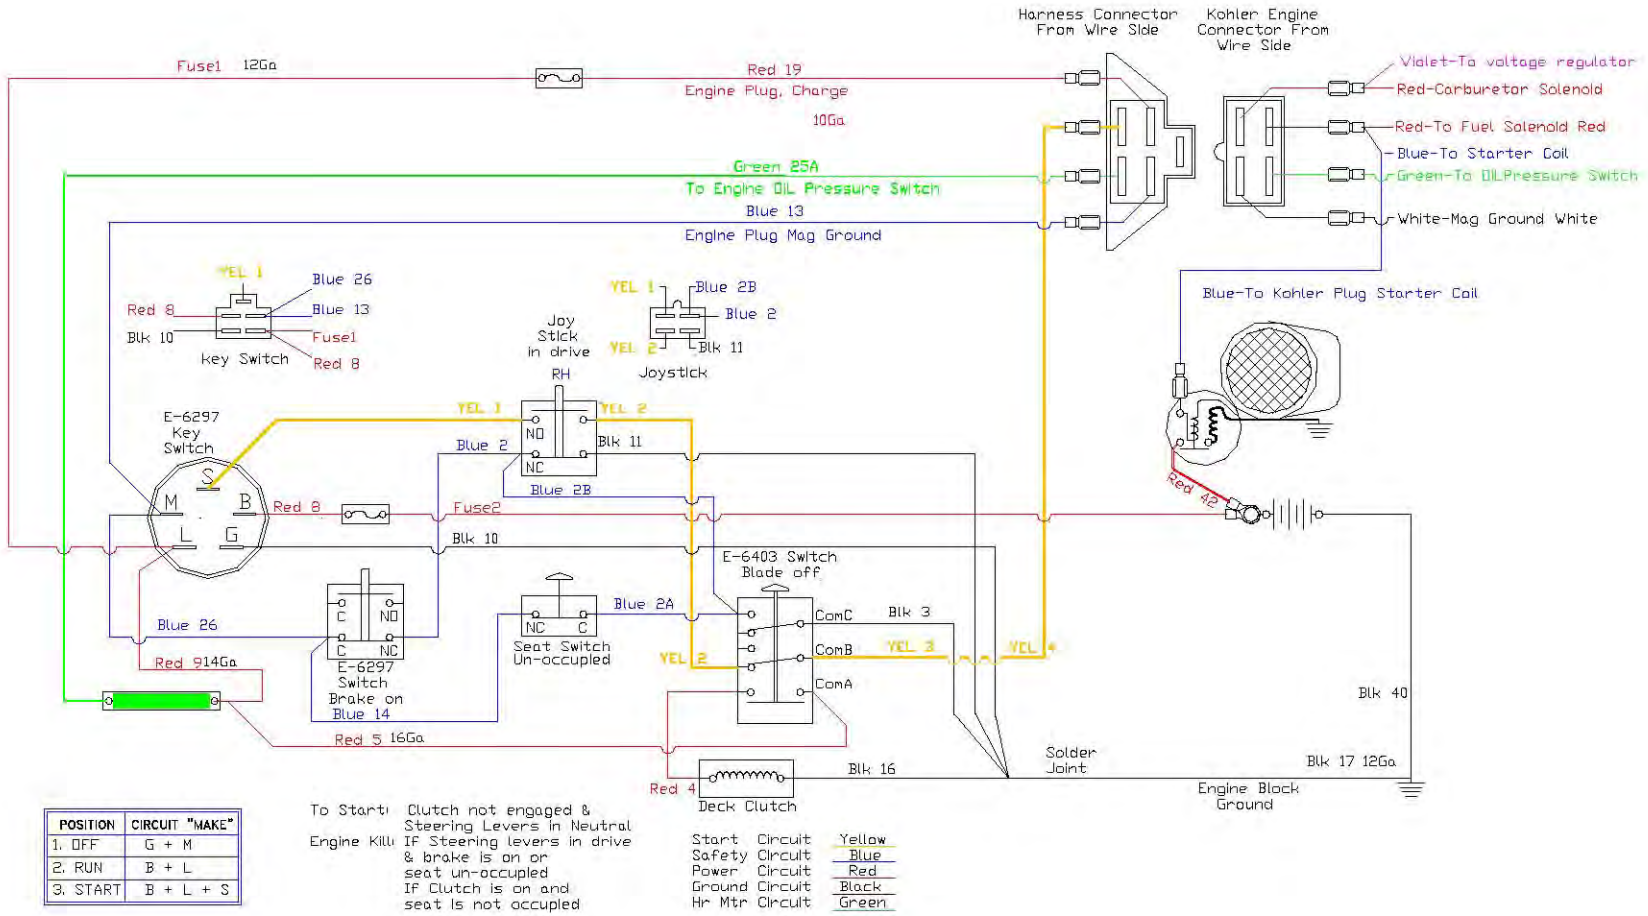 Harness Connector
From Wire Side
Kohler Engine
Connector From
Wire Side
Fuse1 12Ga
Red 19
Engine Plug, Charge
10Ga
Violet-To voltage regulator
Red-Carburetor Solenoid
Red-To Fuel Solenoid Red
Blue-To Starter Coil
Green-To OILPressure Switch
White-Mag Ground White
Green 25A
To Engine OIL Pressure Switch
Blue 13
Engine Plug Mag Ground
YEL 1
Blue 26
Red 8
Blue 13
Blk 10
Fuse1
Red 8
key Switch
Joy
Stick
in drive
RH
YEL 1
Blue 2B
Blue 2
YEL 2
Blk 11
Joystick
Blue-To Kohler Plug Starter Coil
E-6297
Key
Switch
S
M
B
L
G
YEL 1
YEL 2
NO
Blue 2
Blk 11
NC
Blue 2B
Red 8
Fuse2
Red 42
Blk 10
E-6403 Switch
Blade off
C
NO
C
NC
E-6297
Switch
Brake on
Blue 26
Blue 14
NC
C
Seat Switch
Un-occupied
Blue 2A
ComC
Blk 3
ComB
YEL 3
YEL 4
YEL 2
ComA
Red 9 14Ga
Red 5 16Ga
Blk 40
Solder
Joint
Blk 17 12Ga
Engine Block
Ground
Blk 16
Red 4
Deck Clutch
POSITION CIRCUIT "MAKE"
1. OFF G + M
2. RUN B + L
3. START B + L + S
To Start: Clutch not engaged &
Steering Levers in Neutral
Engine Kill: If Steering levers in drive
& brake is on or
seat un-occupied
If Clutch is on and
seat is not occupied
Start Circuit Yellow
Safety Circuit Blue
Power Circuit Red
Ground Circuit Black
Hr Mtr Circuit Green